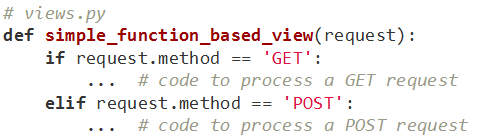 # views.py
def simple_function_based_view(request):
    if request.method == 'GET':
        ...  # code to process a GET request
    elif request.method == 'POST':
        ...  # code to process a POST request